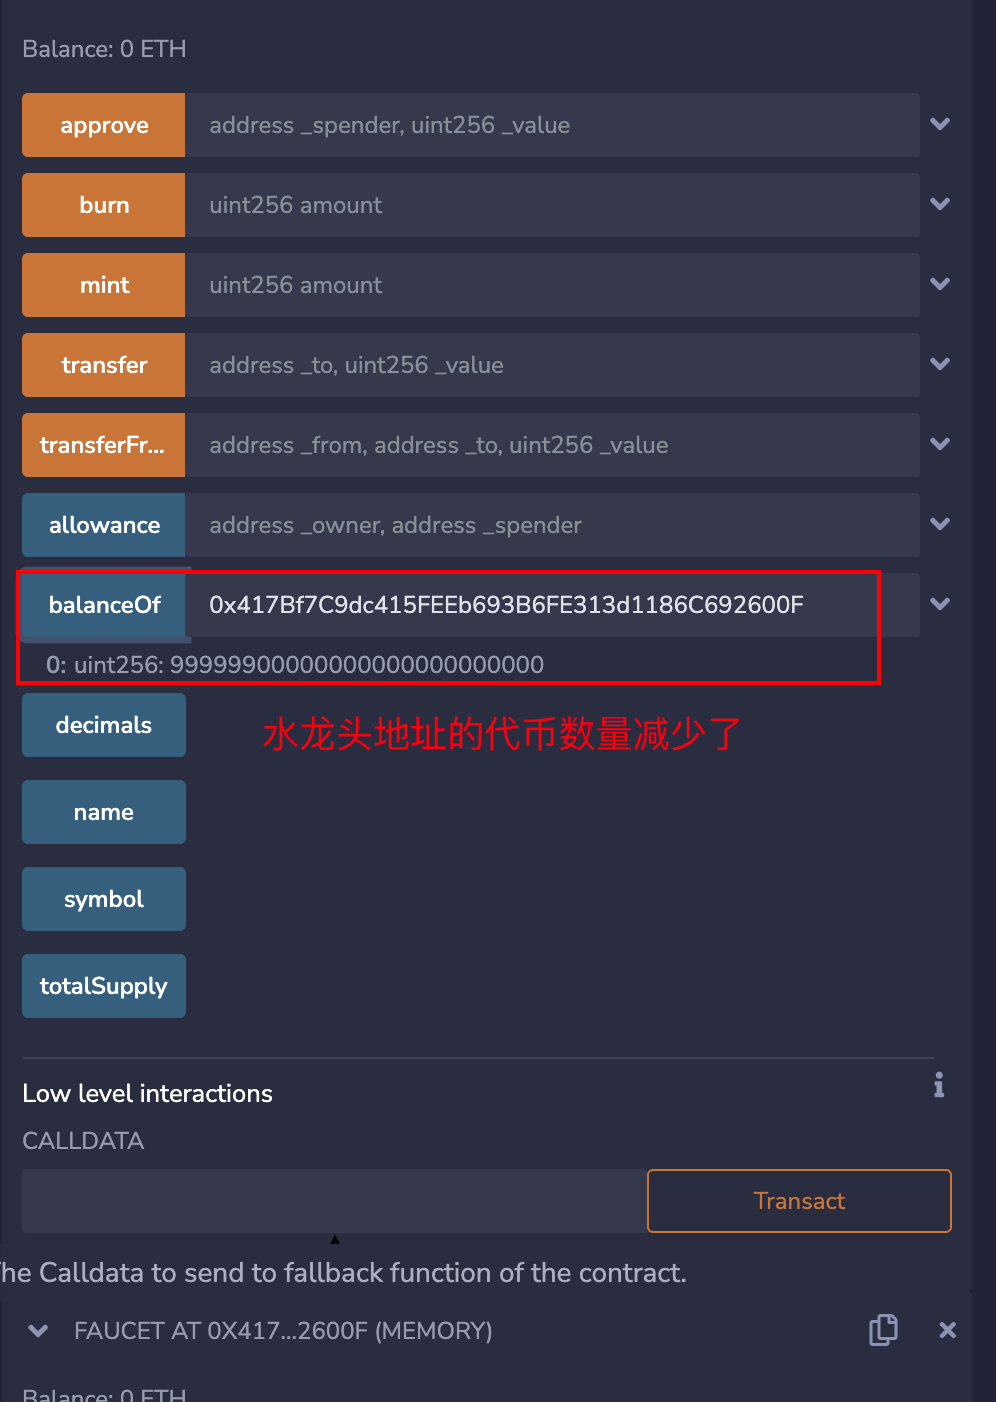 Balance: 0 ETH
approve address _spender, uint256 _value
burn uint256 amount
mint uint256 amount
transfer address _to, uint256 _value
transferFr... address _from, address _to, uint256 _value
allowance address _owner, address _spender
balanceOf 0x417Bf7C9dc415FEEb693B6FE313d1186C692600F
0: uint256: 9999990000000000000000000
decimals
水龙头地址的代币数量减少了
name
symbol
totalSupply
Low level interactions
CALLDATA
Transact
he Calldata to send to fallback function of the contract.
FAUCET AT 0X417...2600F (MEMORY)
Balance: 0 ETH